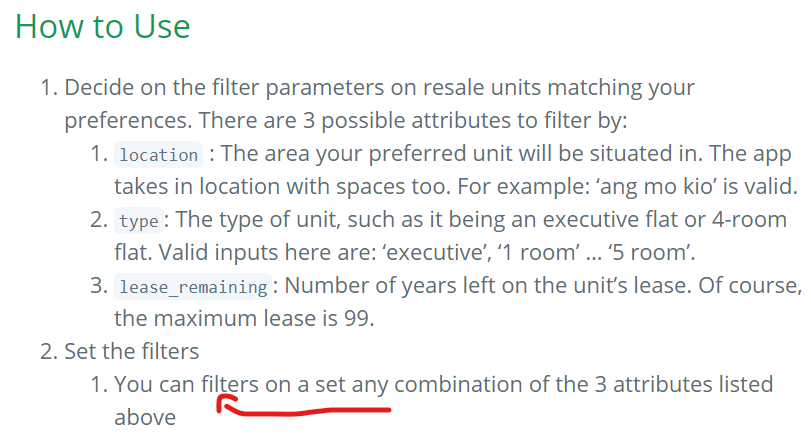 How to Use
1. Decide on the filter parameters on resale units matching your
preferences. There are 3 possible attributes to filter by:
1. location : The area your preferred unit will be situated in. The app
takes in location with spaces too. For example: ‘ang mo kio’ is valid.
2. type : The type of unit, such as it being an executive flat or 4-room
flat. Valid inputs here are: ‘executive’, ‘1 room’ … ‘5 room’.
3. lease_remaining : Number of years left on the unit’s lease. Of course,
the maximum lease is 99.
2. Set the filters
1. You can filters on a set any combination of the 3 attributes listed
above